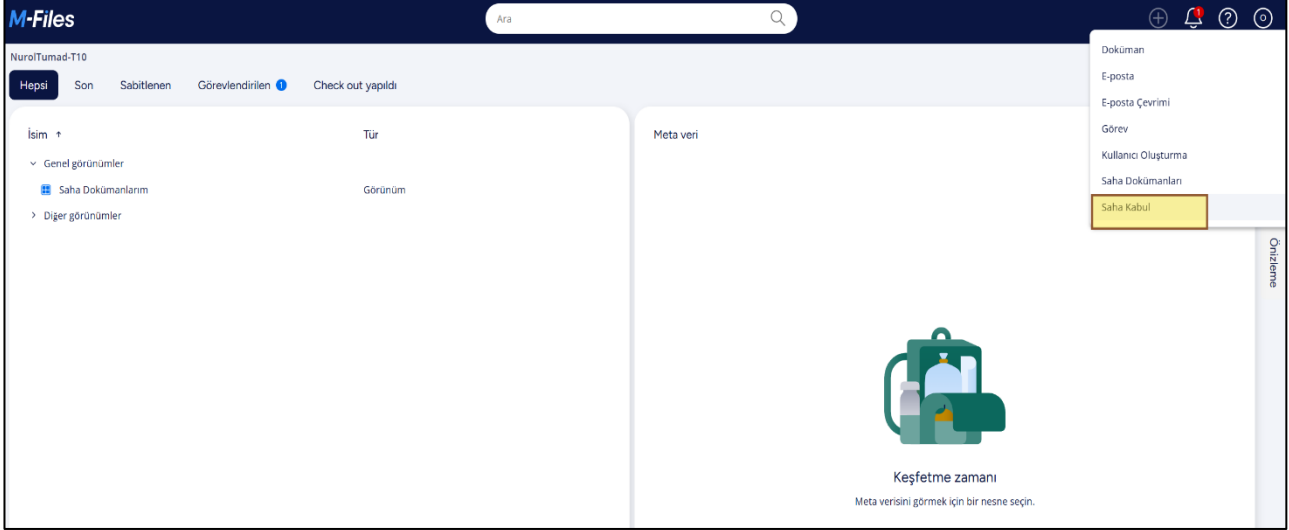 M-Files
Ara
1
?
o
NurolTumad-T10
Hepsi Son Sabitlenen Görevlendirilen 1 Check out yapıldı
İsim ↑ Tür
Genel görünümler
Saha Dokümanlarım Görünüm
Diğer görünümler
Meta veri
Keşfetme zamanı
Meta verisini görmek için bir nesne seçin.
Doküman
E-posta
E-posta Çevrimi
Görev
Kullanıcı Oluşturma
Saha Dokümanları
Saha Kabul
Önizleme